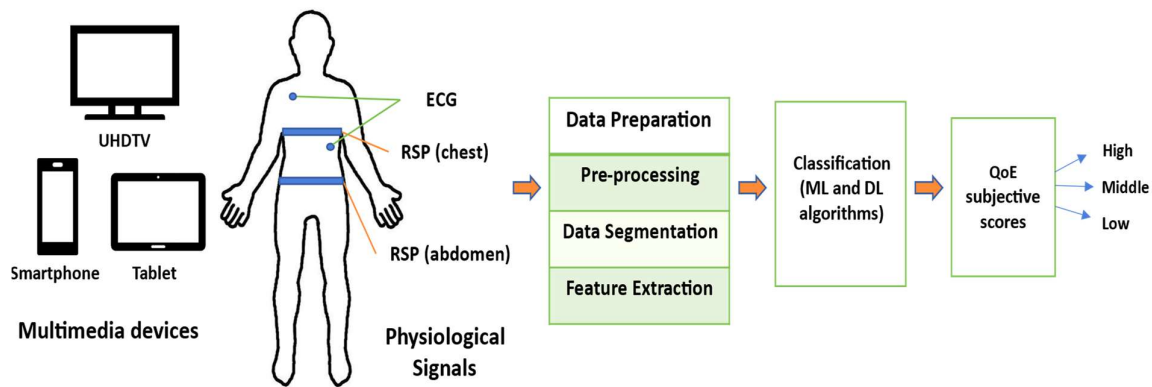 UHDTV
Smartphone
Tablet
Multimedia devices
ECG
RSP (chest)
RSP (abdomen)
Physiological
Signals
Data Preparation
Pre-processing
Data Segmentation
Feature Extraction
Classification
(ML and DL
algorithms)
QoE
subjective
scores
High
Middle
Low